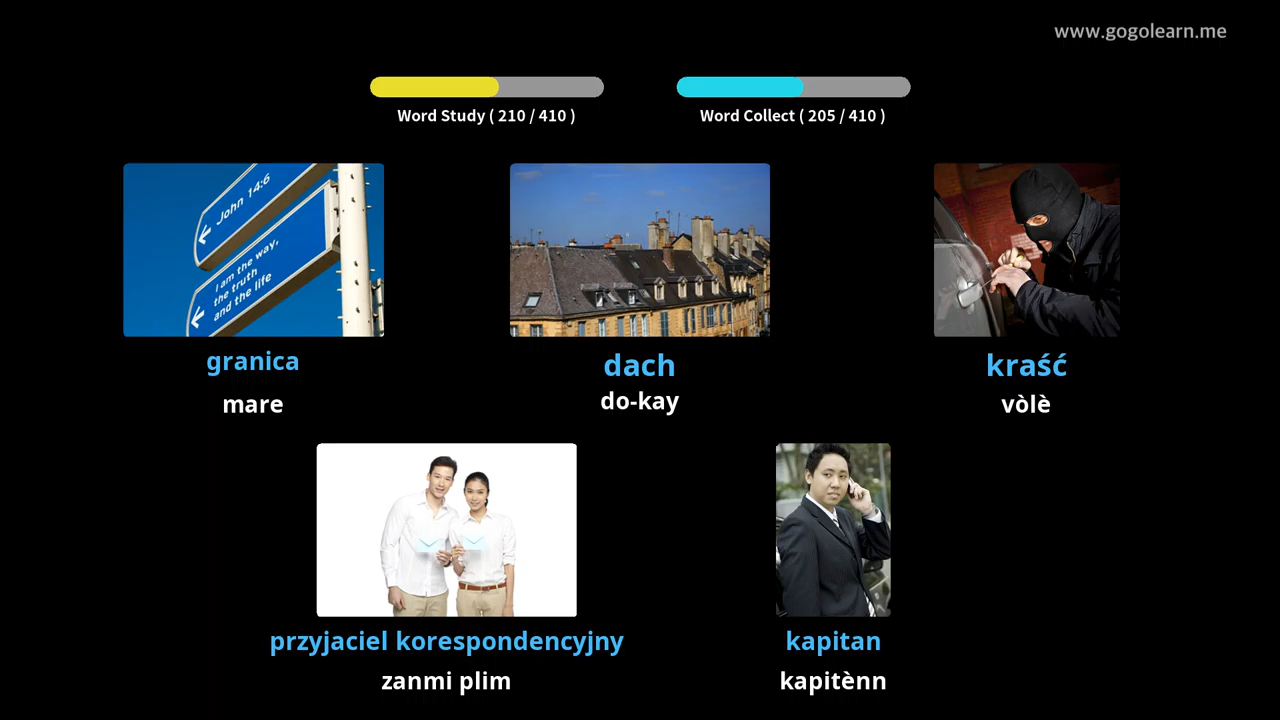 www.gogolearn.me
Word Study ( 210 / 410 )
Word Collect ( 205 / 410 )
John 14:6
I am the way,
the truth
and the life
granica
mare
dach
do-kay
kraść
vòlè
przyjaciel korespondencyjny
zanmi plim
kapitan
kapitènn